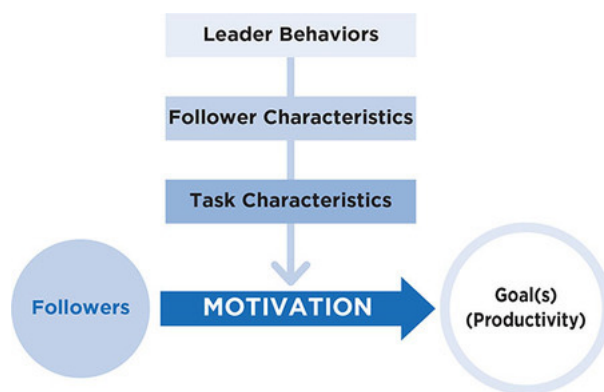 Leader Behaviors
Follower Characteristics
Task Characteristics
Followers
MOTIVATION
Goal(s)
(Productivity)